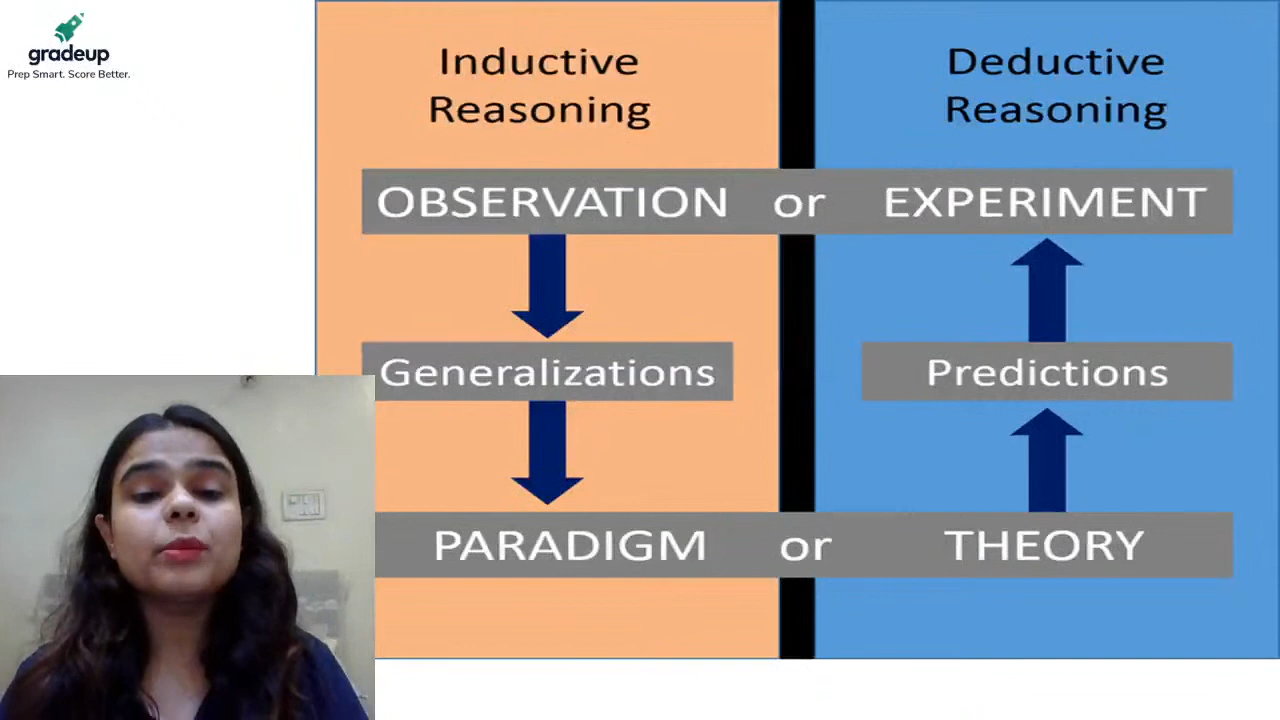 gradeup
Prep Smart. Score Better.
Inductive
Reasoning
Deductive
Reasoning
OBSERVATION or EXPERIMENT
Generalizations
Predictions
PARADIGM or THEORY